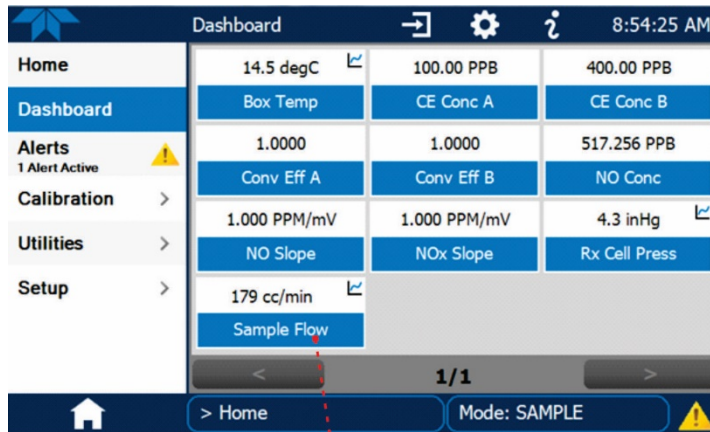 Dashboard
8:54:25 AM
Home
Dashboard
Alerts
1 Alert Active
Calibration >
Utilities >
Setup >
14.5 degC
Box Temp
100.00 PPB
CE Conc A
400.00 PPB
CE Conc B
1.0000
Conv Eff A
1.0000
Conv Eff B
517.256 PPB
NO Conc
1.000 PPM/mV
NO Slope
1.000 PPM/mV
NOx Slope
4.3 inHg
Rx Cell Press
179 cc/min
Sample Flow
< 1/1 >
> Home
Mode: SAMPLE